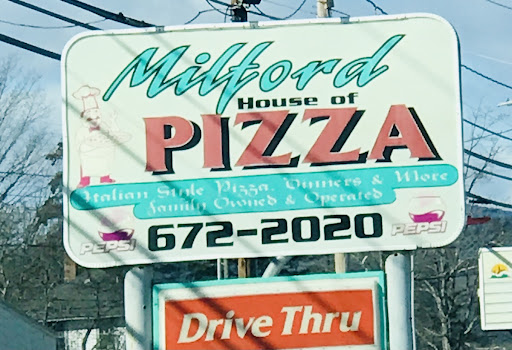 Milford
House of
PIZZA
Italian Style Pizza, Dinners & More
Family Owned & Operated
PEPSI 672-2020 PEPSI
Drive Thru